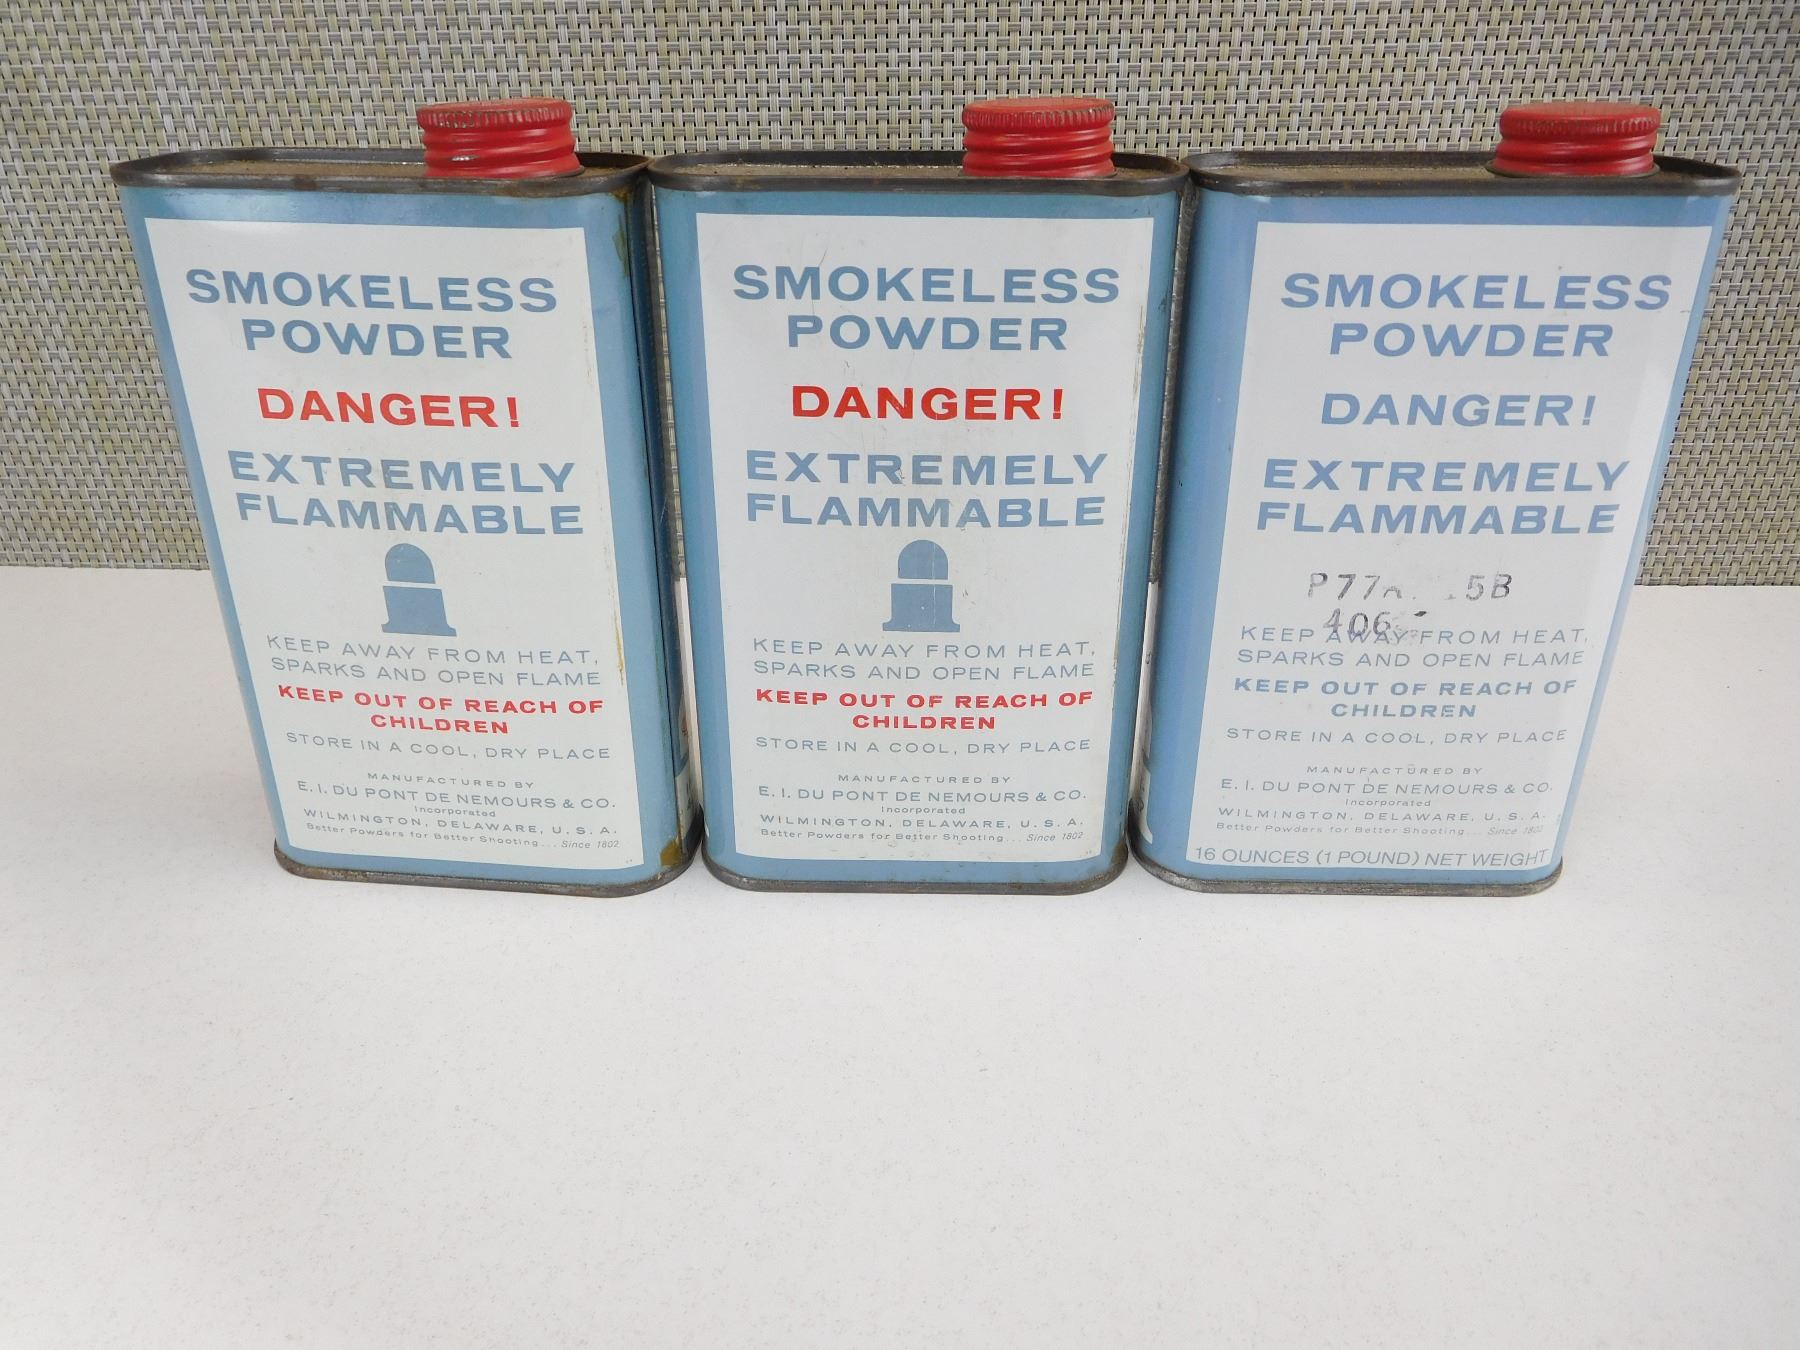 SMOKELESS
POWDER
DANGER!
EXTREMELY
FLAMMABLE
KEEP AWAY FROM HEAT,
SPARKS AND OPEN FLAME
KEEP OUT OF REACH OF
CHILDREN
STORE IN A COOL, DRY PLACE
MANUFACTURED BY
E. I. DU PONT DE NEMOURS & CO.
Incorporated
WILMINGTON, DELAWARE, U. S. A.
Better Powders for Better Shooting... Since 1802
SMOKELESS
POWDER
DANGER!
EXTREMELY
FLAMMABLE
KEEP AWAY FROM HEAT,
SPARKS AND OPEN FLAME
KEEP OUT OF REACH OF
CHILDREN
STORE IN A COOL, DRY PLACE
MANUFACTURED BY
E. I. DU PONT DE NEMOURS & CO.
Incorporated
WILMINGTON, DELAWARE, U. S. A.
Better Powders for Better Shooting... Since 1802
SMOKELESS
POWDER
DANGER!
EXTREMELY
FLAMMABLE
KEEP AWAY FROM HEAT,
SPARKS AND OPEN FLAME
KEEP OUT OF REACH OF
CHILDREN
STORE IN A COOL, DRY PLACE
MANUFACTURED BY
E. I. DU PONT DE NEMOURS & CO.
Incorporated
WILMINGTON, DELAWARE, U. S. A.
Better Powders for Better Shooting... Since 1802
16 OUNCES (1 POUND) NET WEIGHT